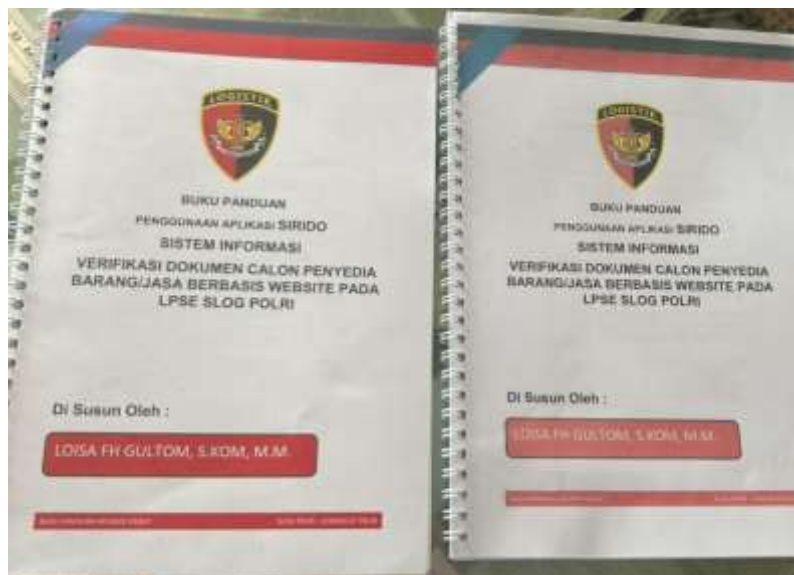 LOGISTIK
BUKU PANDUAN
PENGGUNAAN APLIKASI SIRIDO
SISTEM INFORMASI
VERIFIKASI DOKUMEN CALON PENYEDIA
BARANG/JASA BERBASIS WEBSITE PADA
LPSE SLOG POLRI
Di Susun Oleh :
LOISA FH GULTOM, S.KOM, M.M.
LOGISTIK
BUKU PANDUAN
PENGGUNAAN APLIKASI SIRIDO
SISTEM INFORMASI
VERIFIKASI DOKUMEN CALON PENYEDIA
BARANG/JASA BERBASIS WEBSITE PADA
LPSE SLOG POLRI
Di Susun Oleh :
LOISA FH GULTOM, S.KOM, M.M.